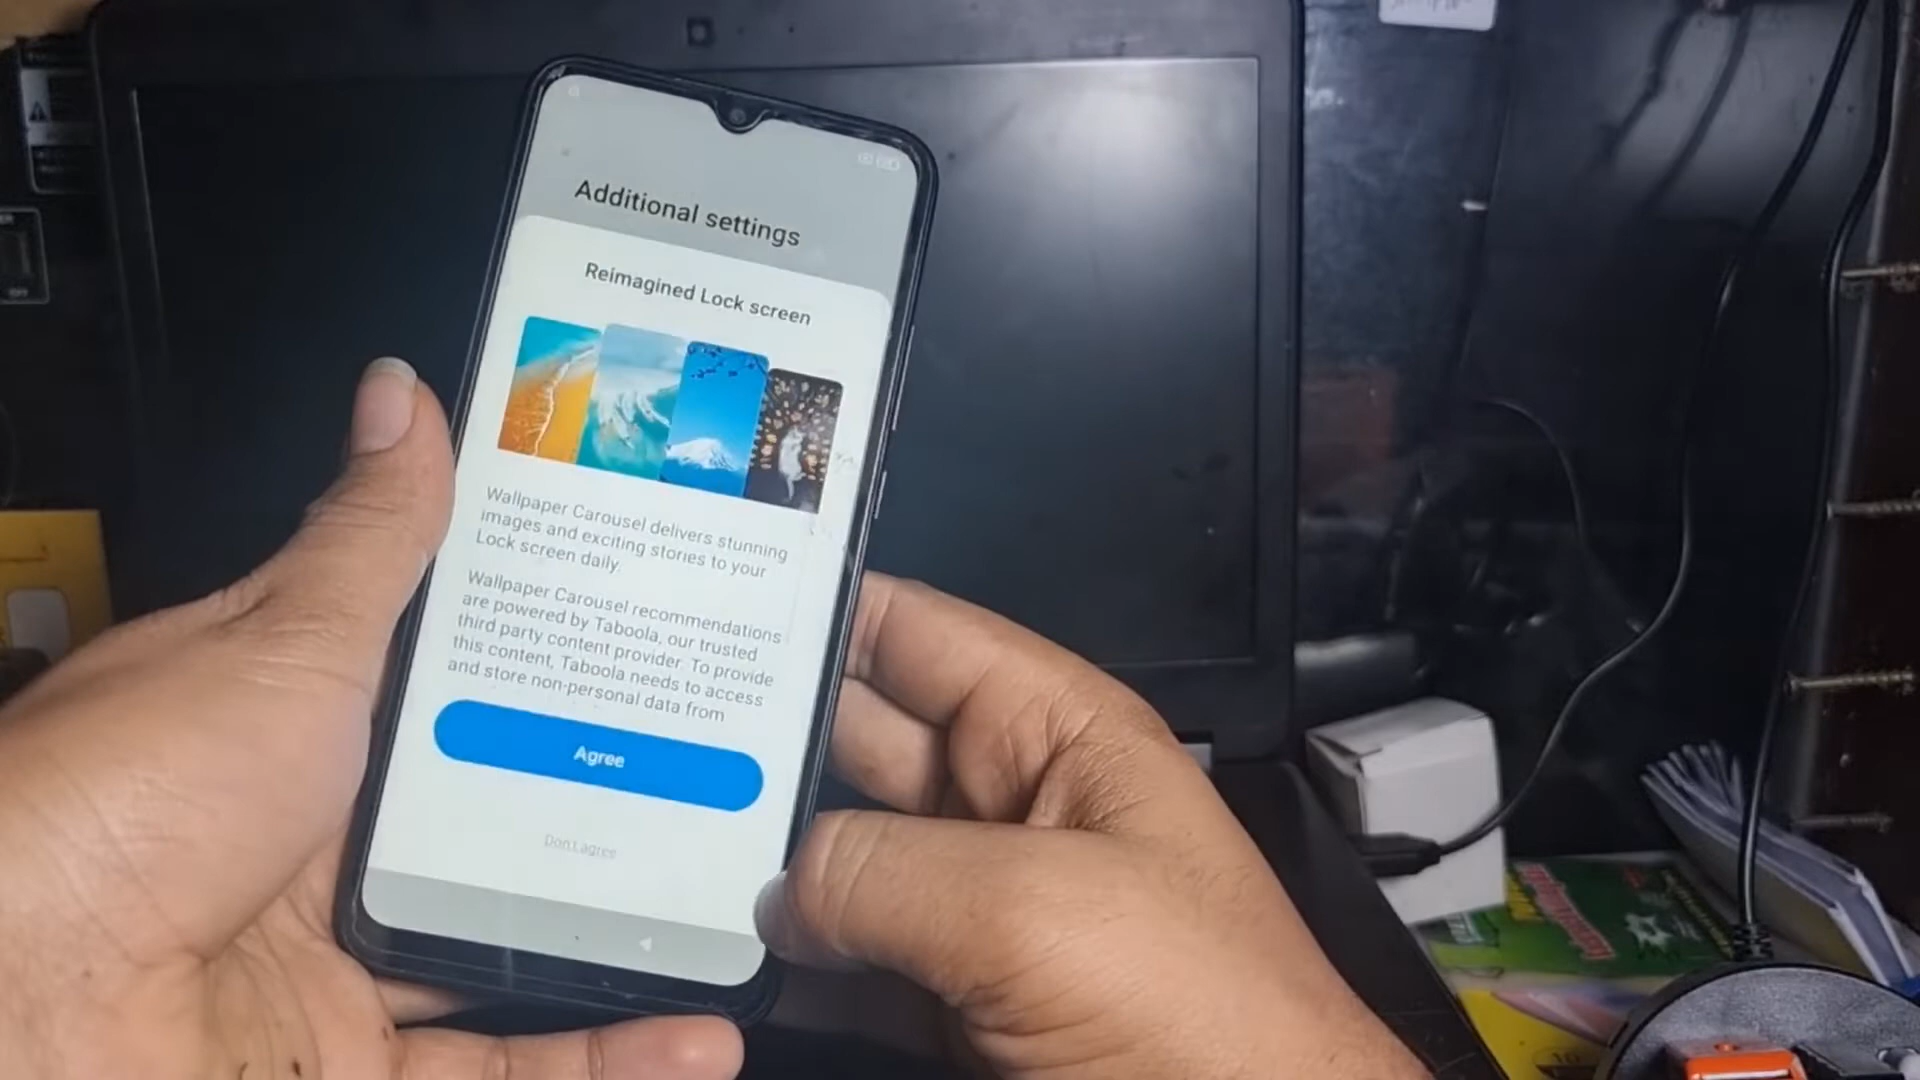 Additional settings
Reimagined Lock screen
Wallpaper Carousel delivers stunning
images and exciting stories to your
Lock screen daily.
Wallpaper Carousel recommendations
are powered by Taboola, our trusted
third party content provider. To provide
this content, Taboola needs to access
and store non-personal data from
Agree
Don't agree